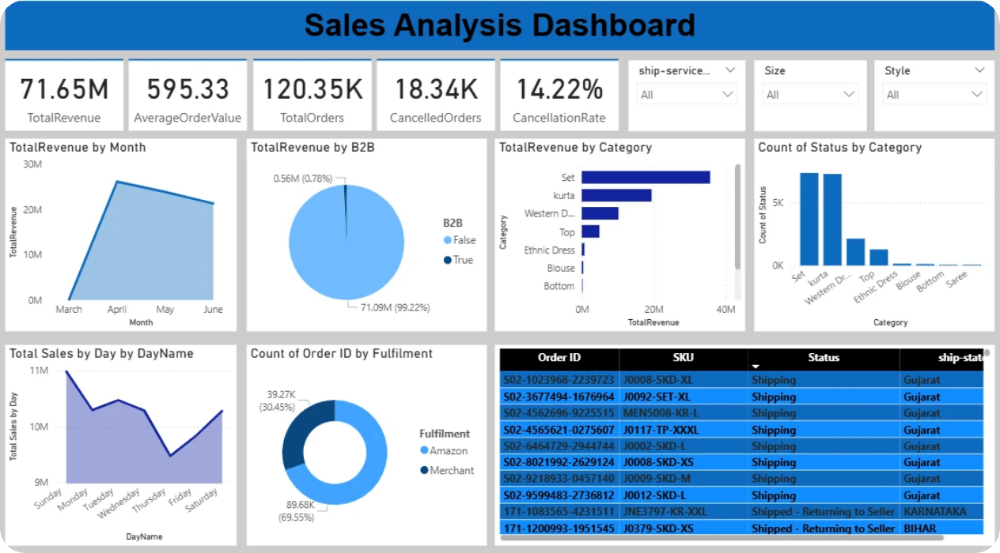 Sales Analysis Dashboard
71.65M
TotalRevenue
595.33
AverageOrderValue
120.35K
TotalOrders
18.34K
CancelledOrders
14.22%
CancellationRate
ship-service...
All
Size
All
Style
All
TotalRevenue by Month
30M
20M
10M
0M
TotalRevenue
March April May June
Month
TotalRevenue by B2B
0.56M (0.78%)
71.09M (99.22%)
B2B
False
True
TotalRevenue by Category
Category
Set
kurta
Western D...
Top
Ethnic Dress
Blouse
Bottom
0M 20M 40M
TotalRevenue
Count of Status by Category
Count of Status
5K
0K
Set kurta Western Dr... Top Ethnic Dress Blouse Bottom Saree
Category
Total Sales by Day by DayName
Total Sales by Day
11M
10M
9M
Sunday Monday Tuesday Wednesday Thursday Friday Saturday
DayName
Count of Order ID by Fulfilment
39.27K
(30.45%)
89.68K
(69.55%)
Fulfilment
Amazon
Merchant
Order ID SKU Status ship-stat
S02-1023968-2239723 J0008-SKD-XL Shipping Gujarat
S02-3677494-1676964 J0092-SET-XL Shipping Gujarat
S02-4562696-9225515 MEN5008-KR-L Shipping Gujarat
S02-4565621-0275607 J0117-TP-XXXL Shipping Gujarat
S02-6464729-2944744 J0002-SKD-L Shipping Gujarat
S02-8021992-2629124 J0008-SKD-XS Shipping Gujarat
S02-9218933-0457140 J0009-SKD-M Shipping Gujarat
S02-9599483-2736812 J0012-SKD-L Shipping Gujarat
171-1083565-4231511 JNE3797-KR-XXL Shipped - Returning to Seller KARNATAKA
171-1200993-1951545 J0379-SKD-XS Shipped - Returning to Seller BIHAR